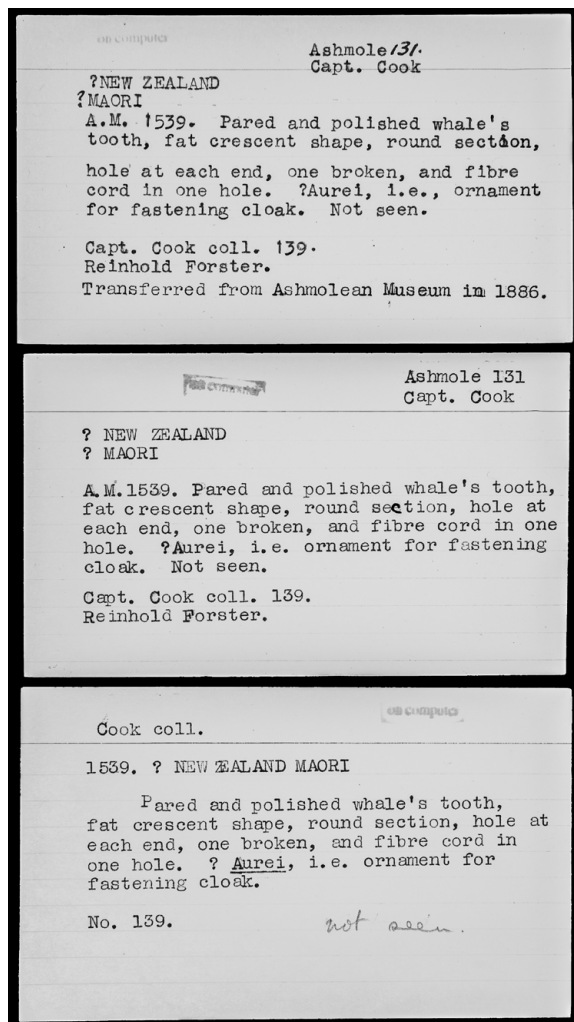 on computer
Ashmole 131.
Capt. Cook
?NEW ZEALAND
?MAORI
A.M. 1539. Pared and polished whale's
tooth, fat crescent shape, round section,
hole at each end, one broken, and fibre
cord in one hole. ?Aurei, i.e., ornament
for fastening cloak. Not seen.
Capt. Cook coll. 139.
Reinhold Forster.
Transferred from Ashmolean Museum in 1886.
on computer
Ashmole 131
Capt. Cook
? NEW ZEALAND
? MAORI
A.M.1539. Pared and polished whale's tooth,
fat crescent shape, round section, hole at
each end, one broken, and fibre cord in one
hole. ?Aurei, i.e. ornament for fastening
cloak. Not seen.
Capt. Cook coll. 139.
Reinhold Forster.
on computer
Cook coll.
1539. ? NEW ZEALAND MAORI
Pared and polished whale's tooth,
fat crescent shape, round section, hole at
each end, one broken, and fibre cord in
one hole. ? Aurei, i.e. ornament for
fastening cloak.
No. 139. not seen.